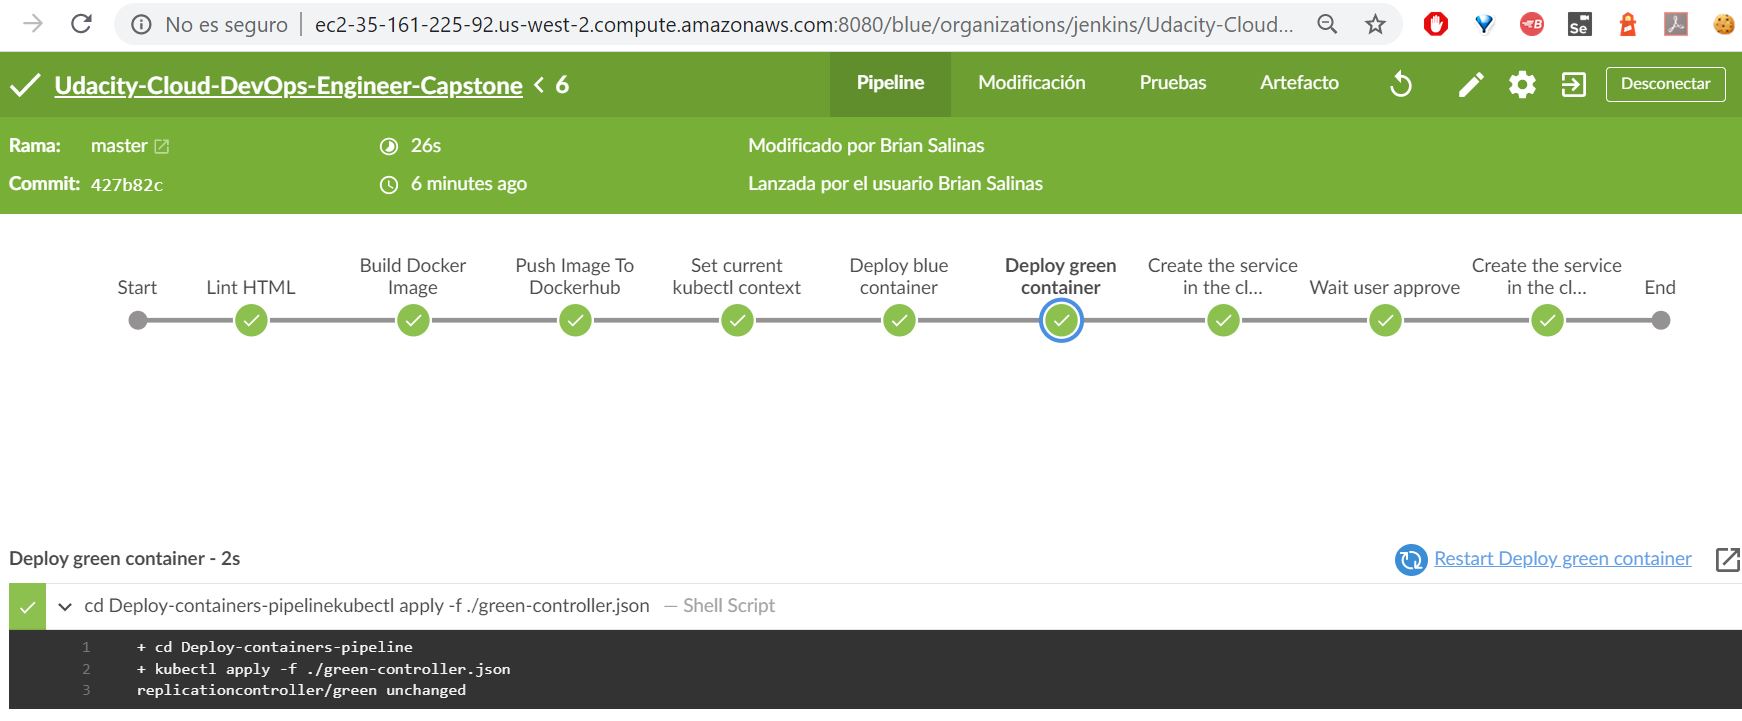 No es seguro | ec2-35-161-225-92.us-west-2.compute.amazonaws.com:8080/blue/organizations/jenkins/Udacity-Cloud...
Udacity-Cloud-DevOps-Engineer-Capstone < 6
Pipeline Modificación Pruebas Artefacto Desconectar
Rama: master 26s Modificado por Brian Salinas
Commit: 427b82c 6 minutes ago Lanzada por el usuario Brian Salinas
Start
Lint HTML
Build Docker
Image
Push Image To
Dockerhub
Set current
kubectl context
Deploy blue
container
Deploy green
container
Create the service
in the cl...
Wait user approve
Create the service
in the cl...
End
Deploy green container - 2s
Restart Deploy green container
cd Deploy-containers-pipelinekubectl apply -f ./green-controller.json — Shell Script
1 + cd Deploy-containers-pipeline
2 + kubectl apply -f ./green-controller.json
3 replicationcontroller/green unchanged
Se
B